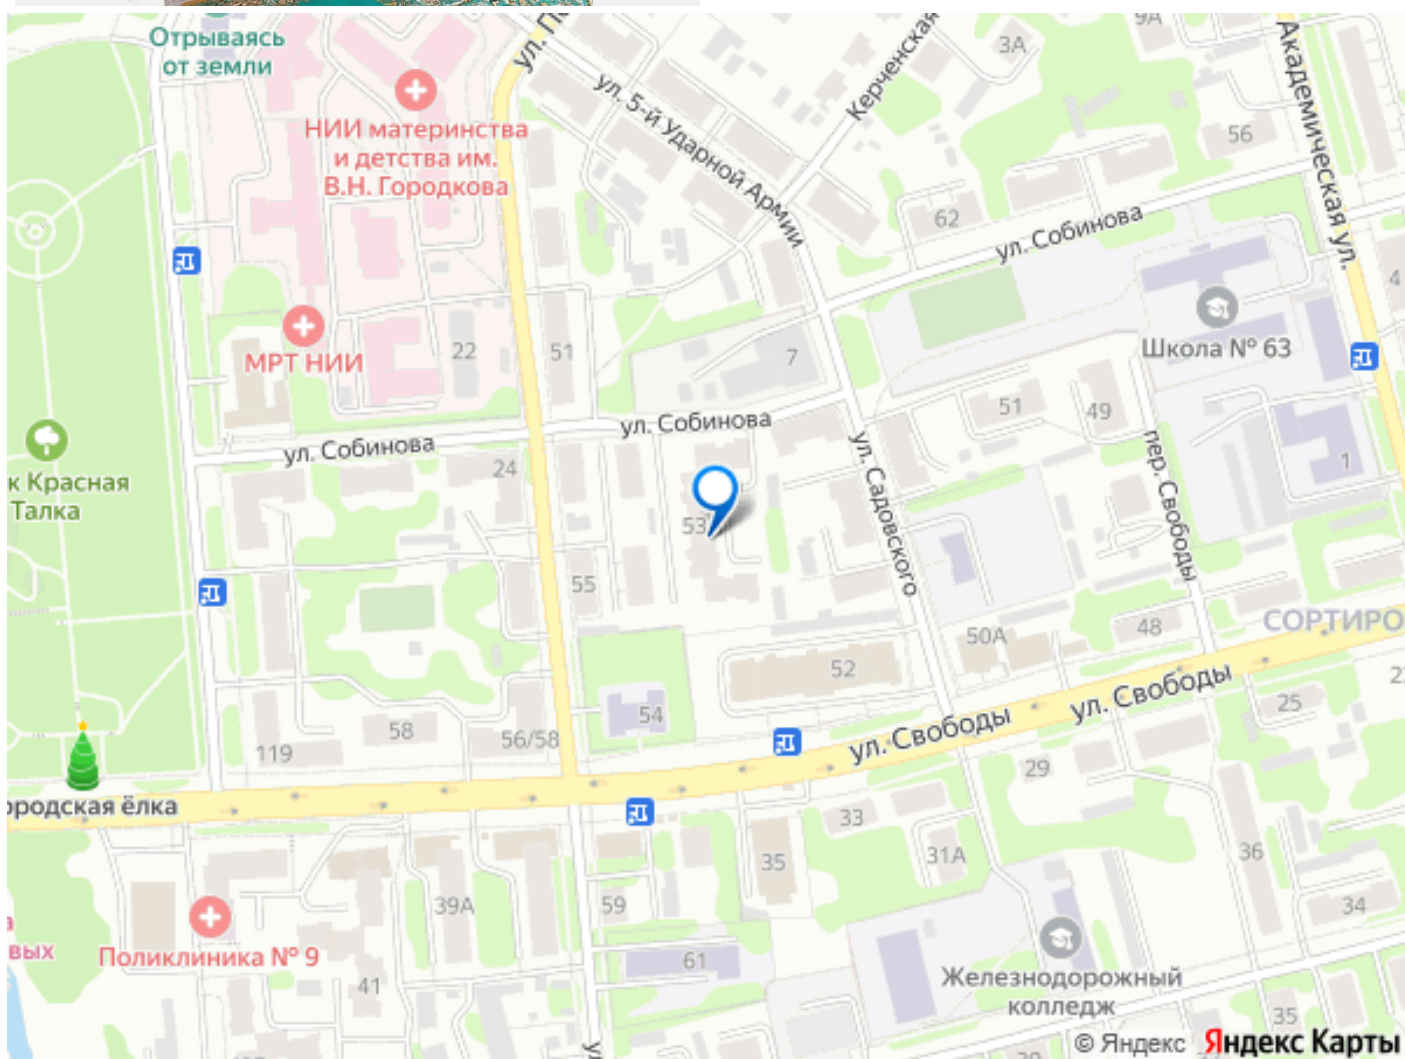 Отрываясь
от земли
НИИ материнства
и детства им.
В.Н. Городкова
МРТ НИИ
ул. 5-й Ударной Армии
Керченская
3А
9А
56
Академическая ул.
62
ул. Собинова
4
Школа № 63
22
51
7
51
49
1
ул. Собинова
ул. Собинова
24
ул. Садовского
пер. Свободы
к Красная
Талка
53
55
СОРТИРО
50А
48
52
54
58
56/58
119
ул. Свободы
ул. Свободы
25
29
ородская ёлка
33
31А
35
36
39А
59
34
Поликлиника № 9
вых
61
41
Железнодорожный
колледж
35
© Яндекс Яндекс Карты